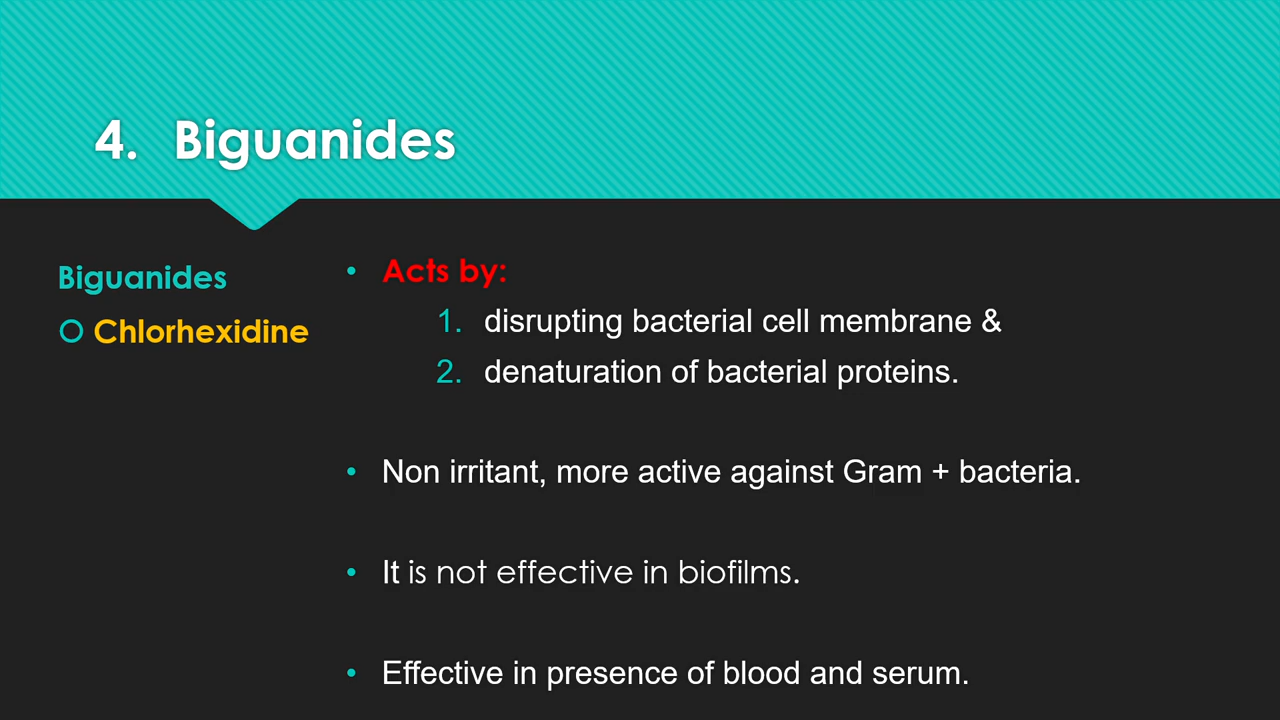 4. Biguanides
Biguanides
Chlorhexidine
• Acts by:
1. disrupting bacterial cell membrane &
2. denaturation of bacterial proteins.
• Non irritant, more active against Gram + bacteria.
• It is not effective in biofilms.
• Effective in presence of blood and serum.